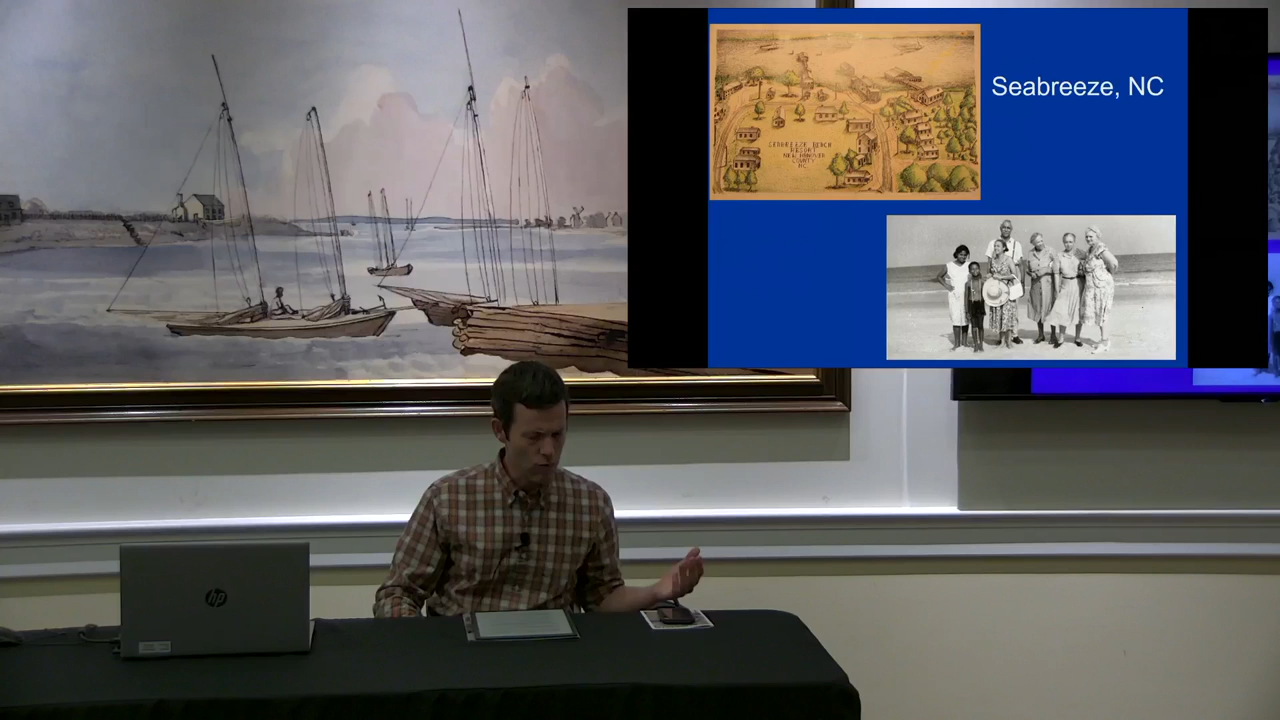 Seabreeze, NC
SEABREEZE BEACH
RESORT
NEW HANOVER
COUNTY
NC
hp